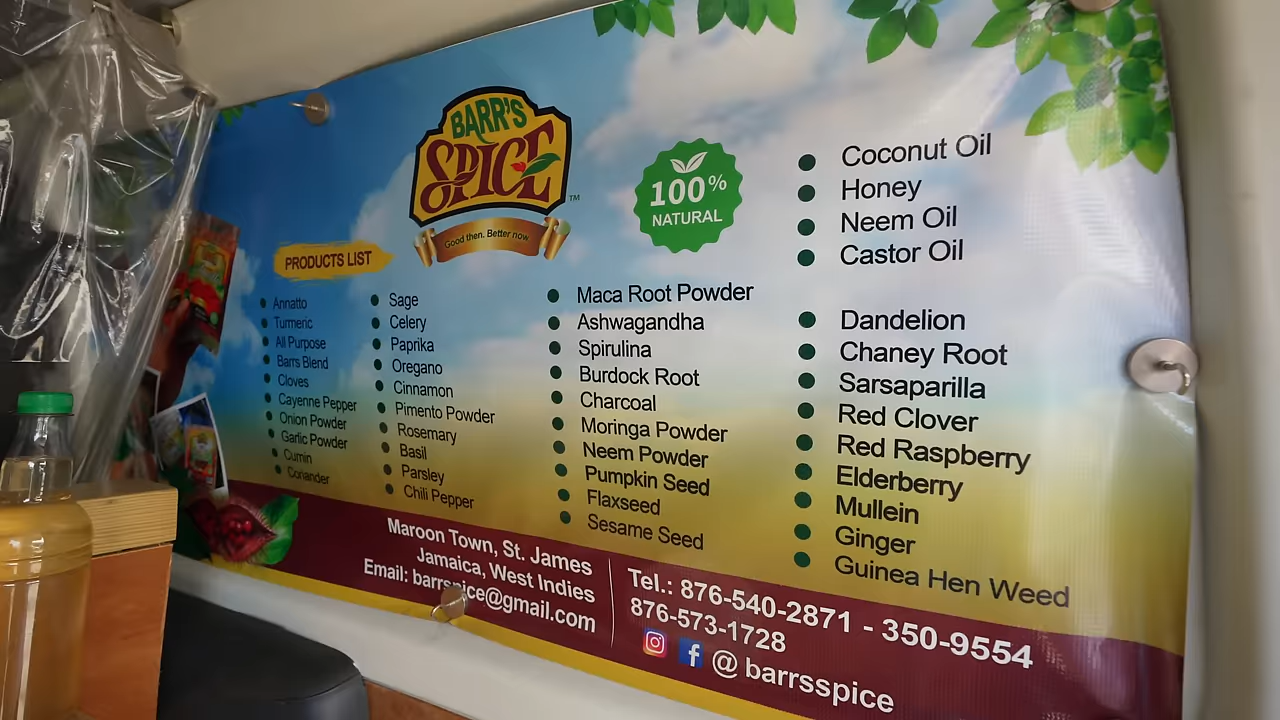 BARR'S
SPICE
TM
Good then. Better now
100%
NATURAL
PRODUCTS LIST
Annatto
Turmeric
All Purpose
Barrs Blend
Cloves
Cayenne Pepper
Onion Powder
Garlic Powder
Cumin
Coriander
Sage
Celery
Paprika
Oregano
Cinnamon
Pimento Powder
Rosemary
Basil
Parsley
Chili Pepper
Maca Root Powder
Ashwagandha
Spirulina
Burdock Root
Charcoal
Moringa Powder
Neem Powder
Pumpkin Seed
Flaxseed
Sesame Seed
Coconut Oil
Honey
Neem Oil
Castor Oil
Dandelion
Chaney Root
Sarsaparilla
Red Clover
Red Raspberry
Elderberry
Mullein
Ginger
Guinea Hen Weed
Maroon Town, St. James
Jamaica, West Indies
Email: barrspice@gmail.com
Tel.: 876-540-2871 - 350-9554
876-573-1728
@ barrsspice